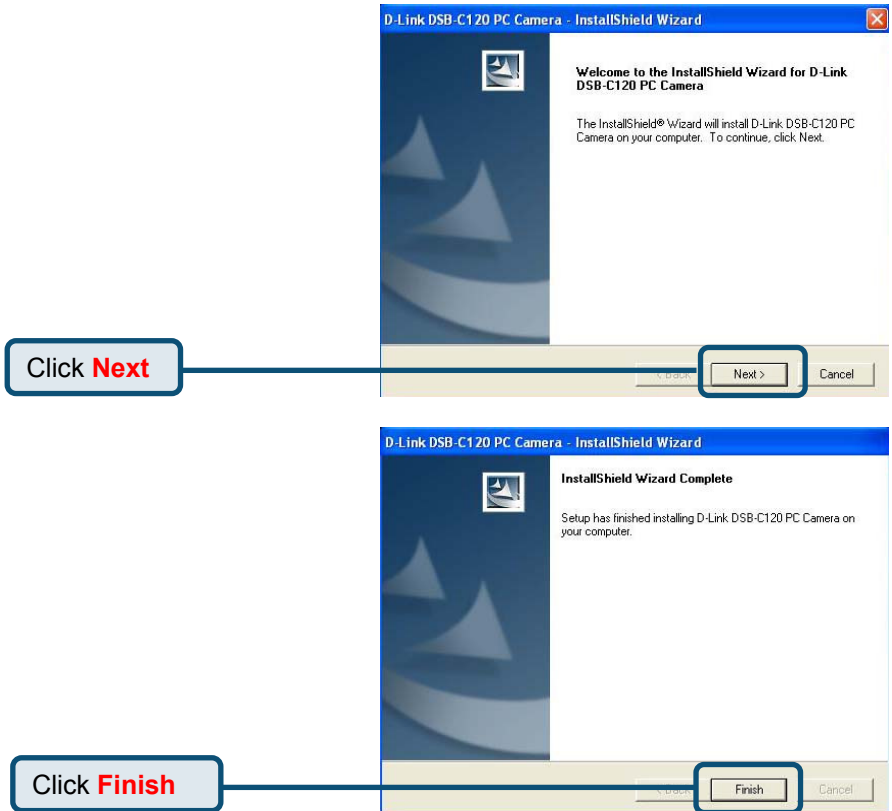 D-Link DSB-C120 PC Camera - InstallShield Wizard
Welcome to the InstallShield Wizard for D-Link
DSB-C120 PC Camera
The InstallShield® Wizard will install D-Link DSB-C120 PC
Camera on your computer. To continue, click Next.
Click Next
< Back
Next >
Cancel
D-Link DSB-C120 PC Camera - InstallShield Wizard
InstallShield Wizard Complete
Setup has finished installing D-Link DSB-C120 PC Camera on
your computer.
Click Finish
< Back
Finish
Cancel